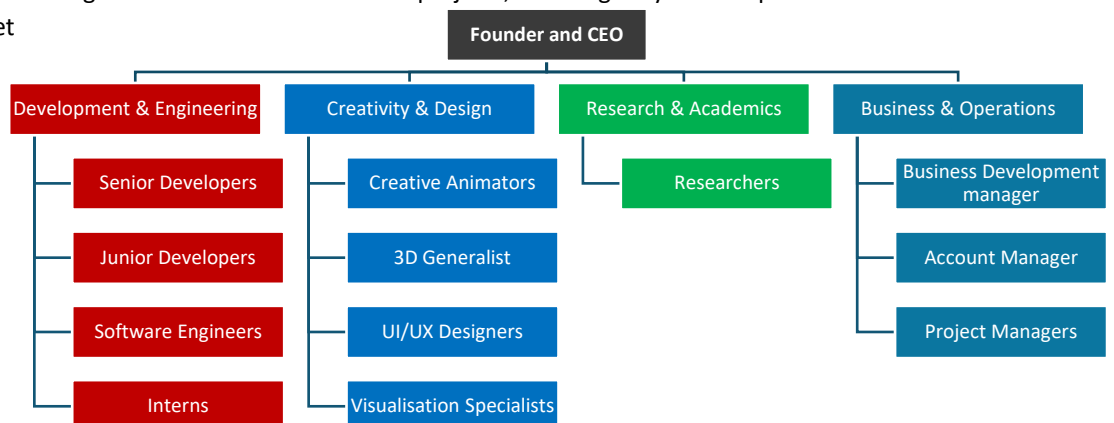 et
Founder and CEO
Development & Engineering
Creativity & Design
Research & Academics
Business & Operations
Senior Developers
Creative Animators
Researchers
Business Development
manager
Junior Developers
3D Generalist
Account Manager
Software Engineers
UI/UX Designers
Project Managers
Interns
Visualisation Specialists